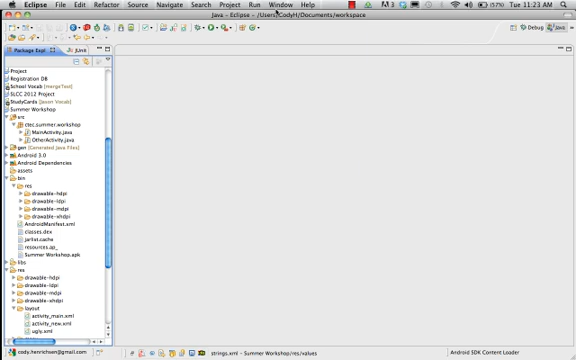 Eclipse File Edit Refactor Source Navigate Search Project Run Window Help 3 (57%) Tue 11:23 AM
Java - Eclipse - /Users/CodyH/Documents/workspace
Debug Java
Package Expl JUnit
Project
Registration DB
School Vocab [mergeTest]
SLCC 2012 Project
StudyCards [Jason Vocab]
Summer Workshop
src
ctec.summer.workshop
MainActivity.java
OtherActivity.java
gen [Generated Java Files]
Android 3.0
Android Dependencies
assets
bin
res
drawable-hdpi
drawable-ldpi
drawable-mdpi
drawable-xhdpi
AndroidManifest.xml
classes.dex
jarlist.cache
resources.ap_
Summer Workshop.apk
libs
res
drawable-hdpi
drawable-ldpi
drawable-mdpi
drawable-xhdpi
layout
activity_main.xml
activity_new.xml
ugly.xml
cody.henrichsen@gmail.com strings.xml - Summer Workshop/res/values Android SDK Content Loader